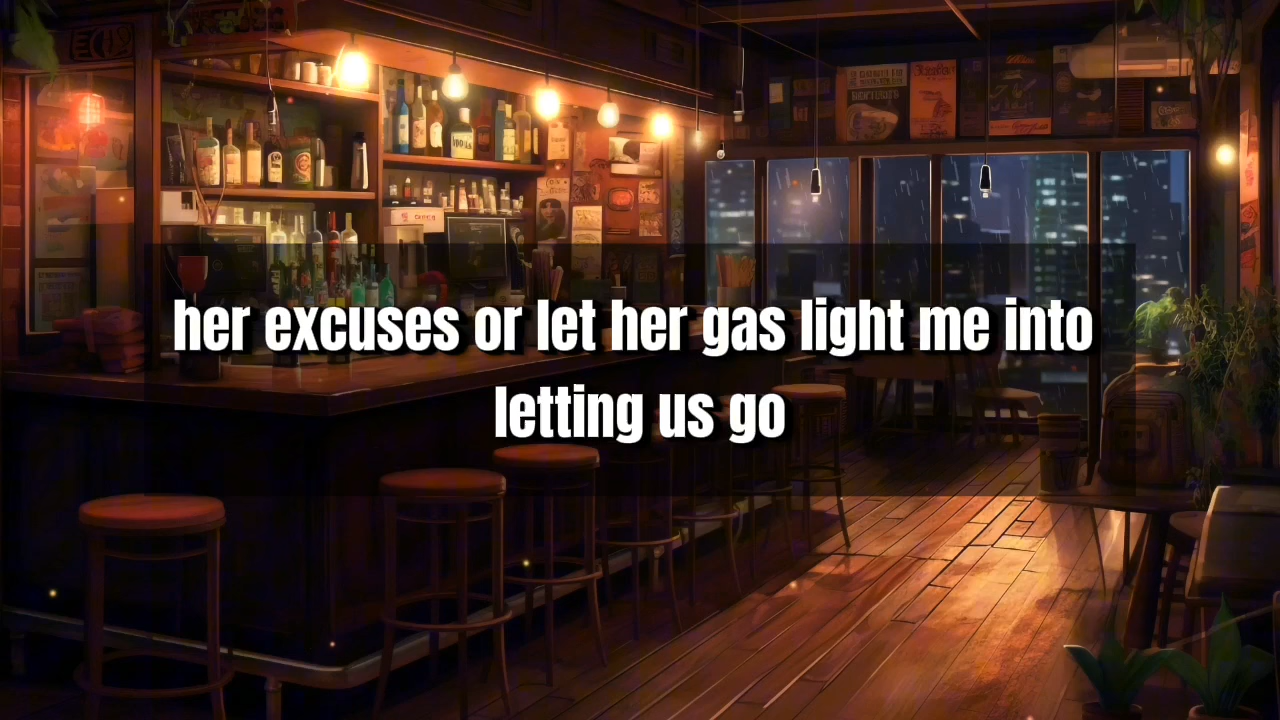 her excuses or let her gas light me into
letting us go